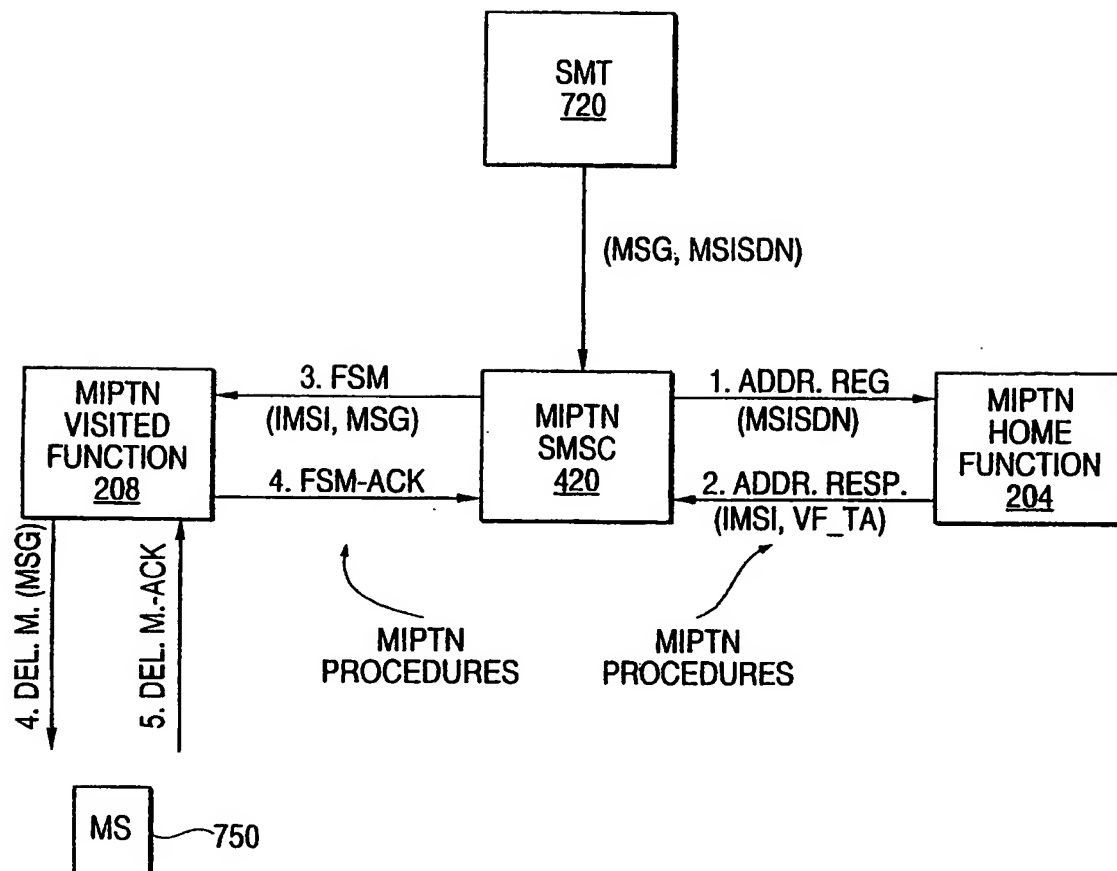 SMT
720
(MSG, MSISDN)
MIPTN
VISITED
FUNCTION
208
3. FSM
(IMSI, MSG)
4. FSM-ACK
MIPTN
SMSC
420
1. ADDR. REG
(MSISDN)
2. ADDR. RESP.
(IMSI, VF_TA)
MIPTN
HOME
FUNCTION
204
4. DEL. M. (MSG)
5. DEL. M.-ACK
MIPTN
PROCEDURES
MIPTN
PROCEDURES
MS
750